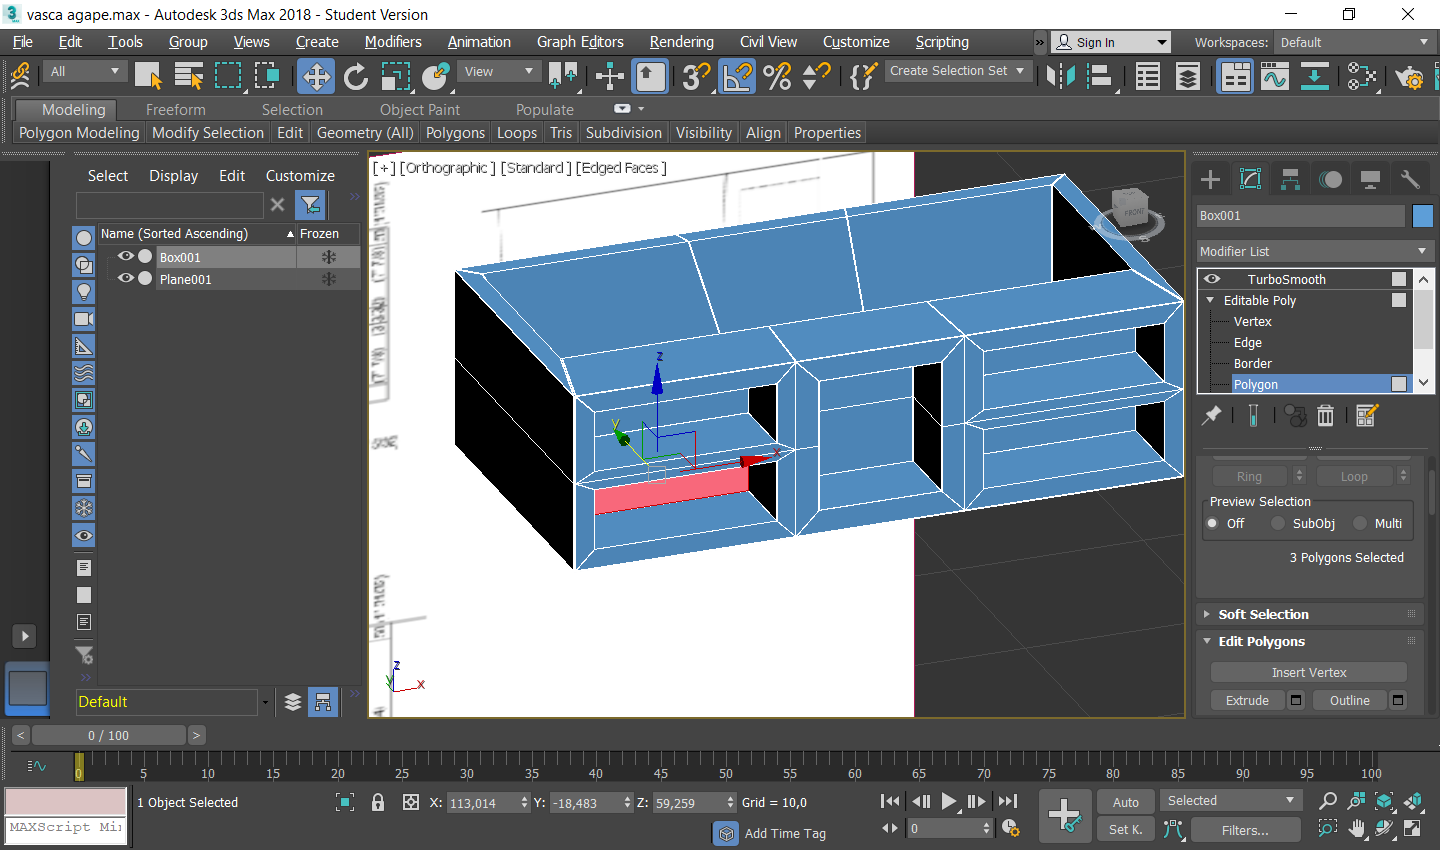 vasca agape.max - Autodesk 3ds Max 2018 - Student Version
File Edit Tools Group Views Create Modifiers Animation Graph Editors Rendering Civil View Customize Scripting » Sign In Workspaces: Default
All View 3 Create Selection Set
Modeling Freeform Selection Object Paint Populate
Polygon Modeling Modify Selection Edit Geometry (All) Polygons Loops Tris Subdivision Visibility Align Properties
Select Display Edit Customize
[+] [Orthographic ] [Standard ] [Edged Faces ]
Name (Sorted Ascending) Frozen
Box001
Plane001
FRONT
z
y
x
z
y
x
Box001
Modifier List
TurboSmooth
Editable Poly
Vertex
Edge
Border
Polygon
Ring Loop
Preview Selection
Off SubObj Multi
3 Polygons Selected
Soft Selection
Edit Polygons
Insert Vertex
Extrude Outline
Default
< 0 / 100 >
0 5 10 15 20 25 30 35 40 45 50 55 60 65 70 75 80 85 90 95 100
1 Object Selected X: 113,014 Y: -18,483 Z: 59,259 Grid = 10,0 Auto Selected
MAXScript Mi Add Time Tag 0 Set K. Filters...